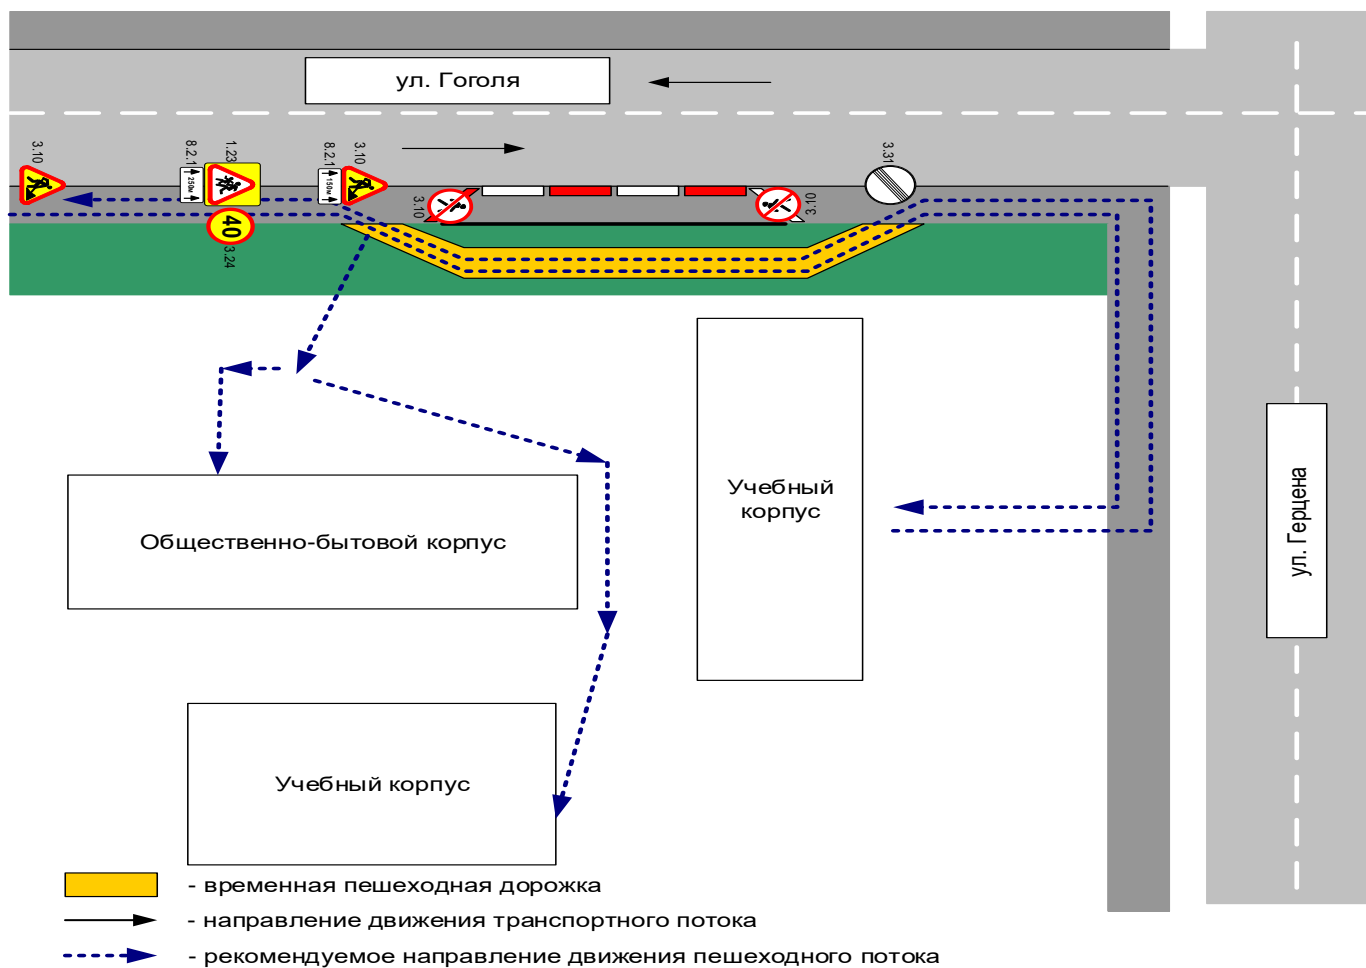 ул. Гоголя
3.10
8.2.1
250м
1.23
40
3.24
8.2.1
150м
3.10
3.10
3.10
3.31
Учебный
корпус
Общественно-бытовой корпус
ул. Герцена
Учебный корпус
- временная пешеходная дорожка
- направление движения транспортного потока
- рекомендуемое направление движения пешеходного потока